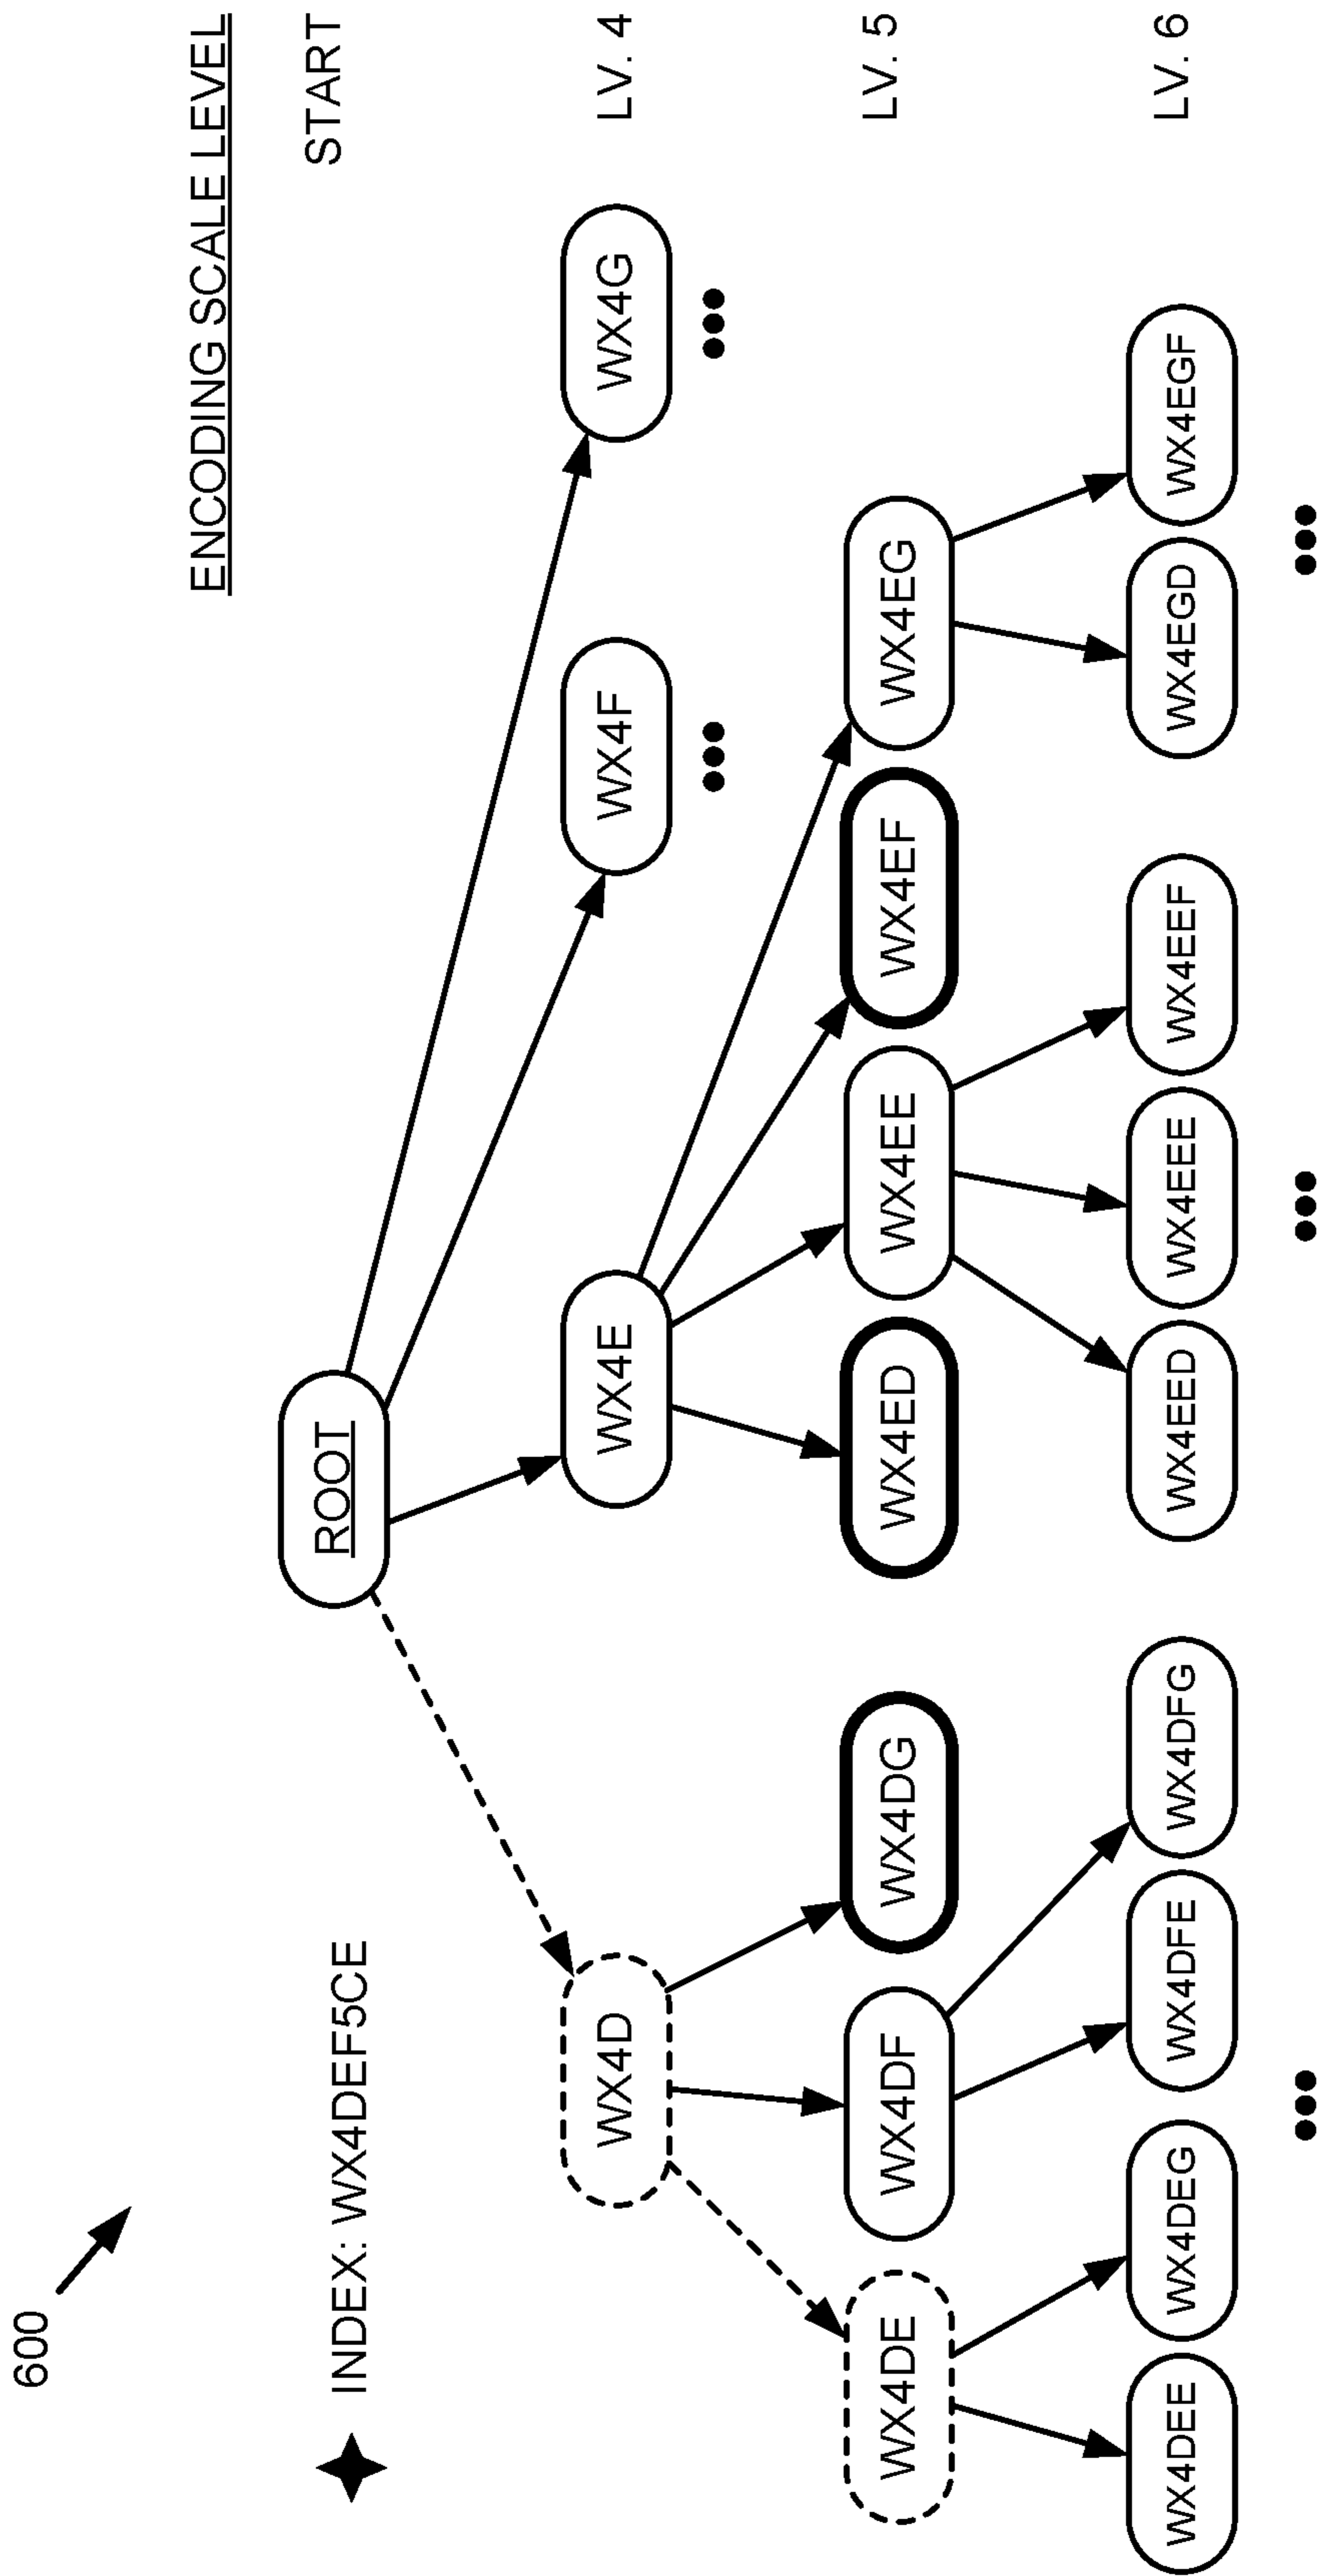 600
ENCODING SCALE LEVEL
INDEX: WX4DEF5CE
ROOT
START
WX4D
WX4E
WX4F
WX4G
LV. 4
WX4DE
WX4DF
WX4DG
WX4ED
WX4EE
WX4EF
WX4EG
LV. 5
WX4DEE
WX4DEG
WX4DFE
WX4DFG
WX4EED
WX4EEE
WX4EEF
WX4EGD
WX4EGF
LV. 6